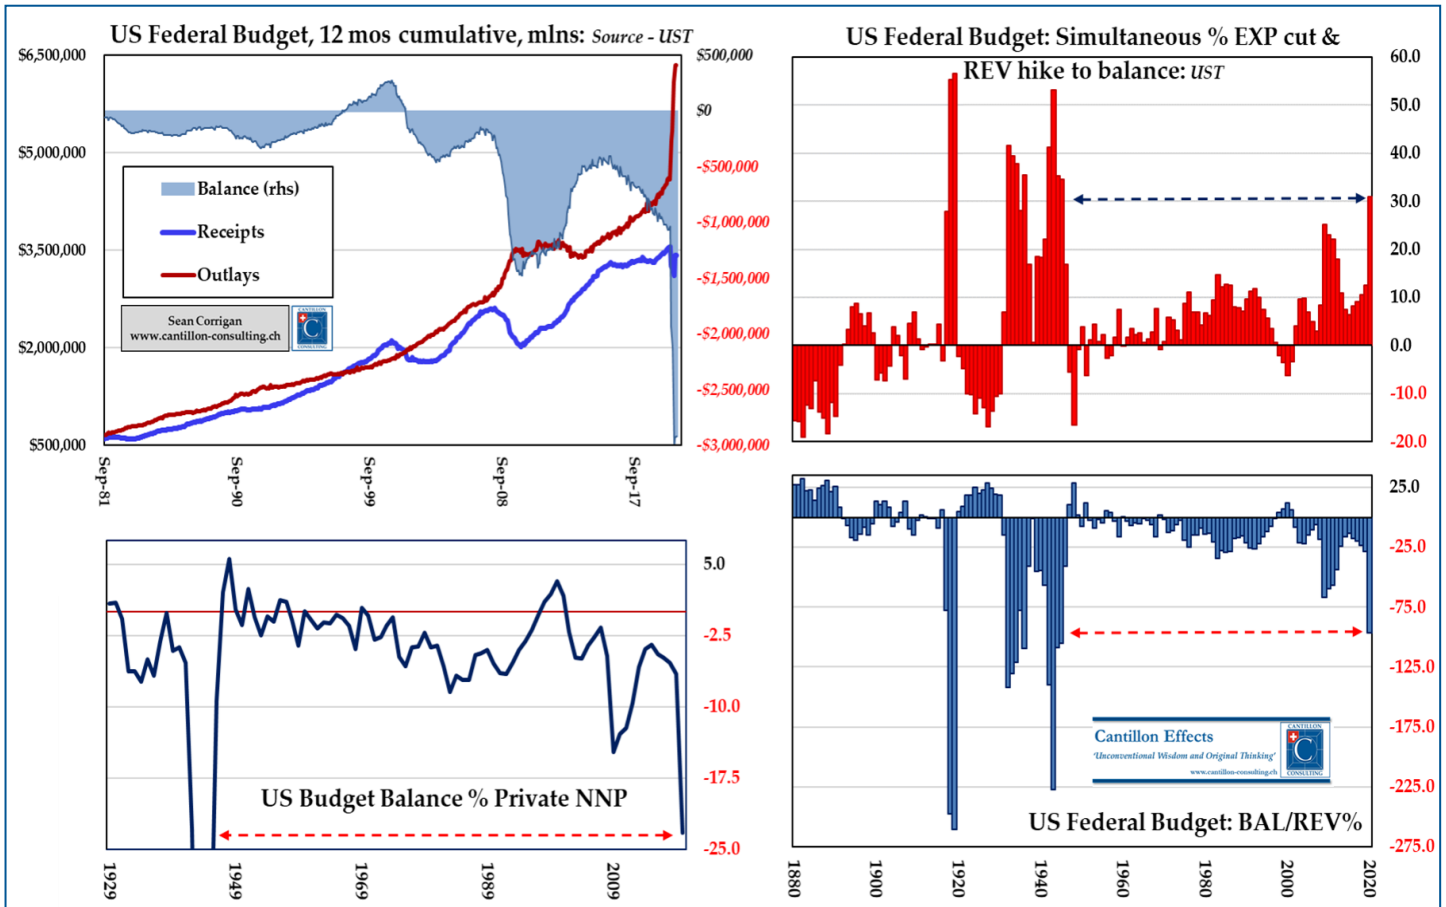 US Federal Budget, 12 mos cumulative, mlns: Source - UST
$6,500,000
$5,000,000
$3,500,000
$2,000,000
$500,000
$500,000
$0
-$500,000
-$1,000,000
-$1,500,000
-$2,000,000
-$2,500,000
-$3,000,000
Balance (rhs)
Receipts
Outlays
Sean Corrigan
www.cantillon-consulting.ch
CANTILLON
C
CONSULTING
Sep-81
Sep-90
Sep-99
Sep-08
Sep-17
US Federal Budget: Simultaneous % EXP cut &
REV hike to balance: UST
60.0
50.0
40.0
30.0
20.0
10.0
0.0
-10.0
-20.0
5.0
-2.5
-10.0
-17.5
-25.0
US Budget Balance % Private NNP
1929
1949
1969
1989
2009
25.0
-25.0
-75.0
-125.0
-175.0
-225.0
-275.0
Cantillon Effects
'Unconventional Wisdom and Original Thinking'
www.cantillon-consulting.ch
CANTILLON
C
CONSULTING
US Federal Budget: BAL/REV%
1880
1900
1920
1940
1960
1980
2000
2020